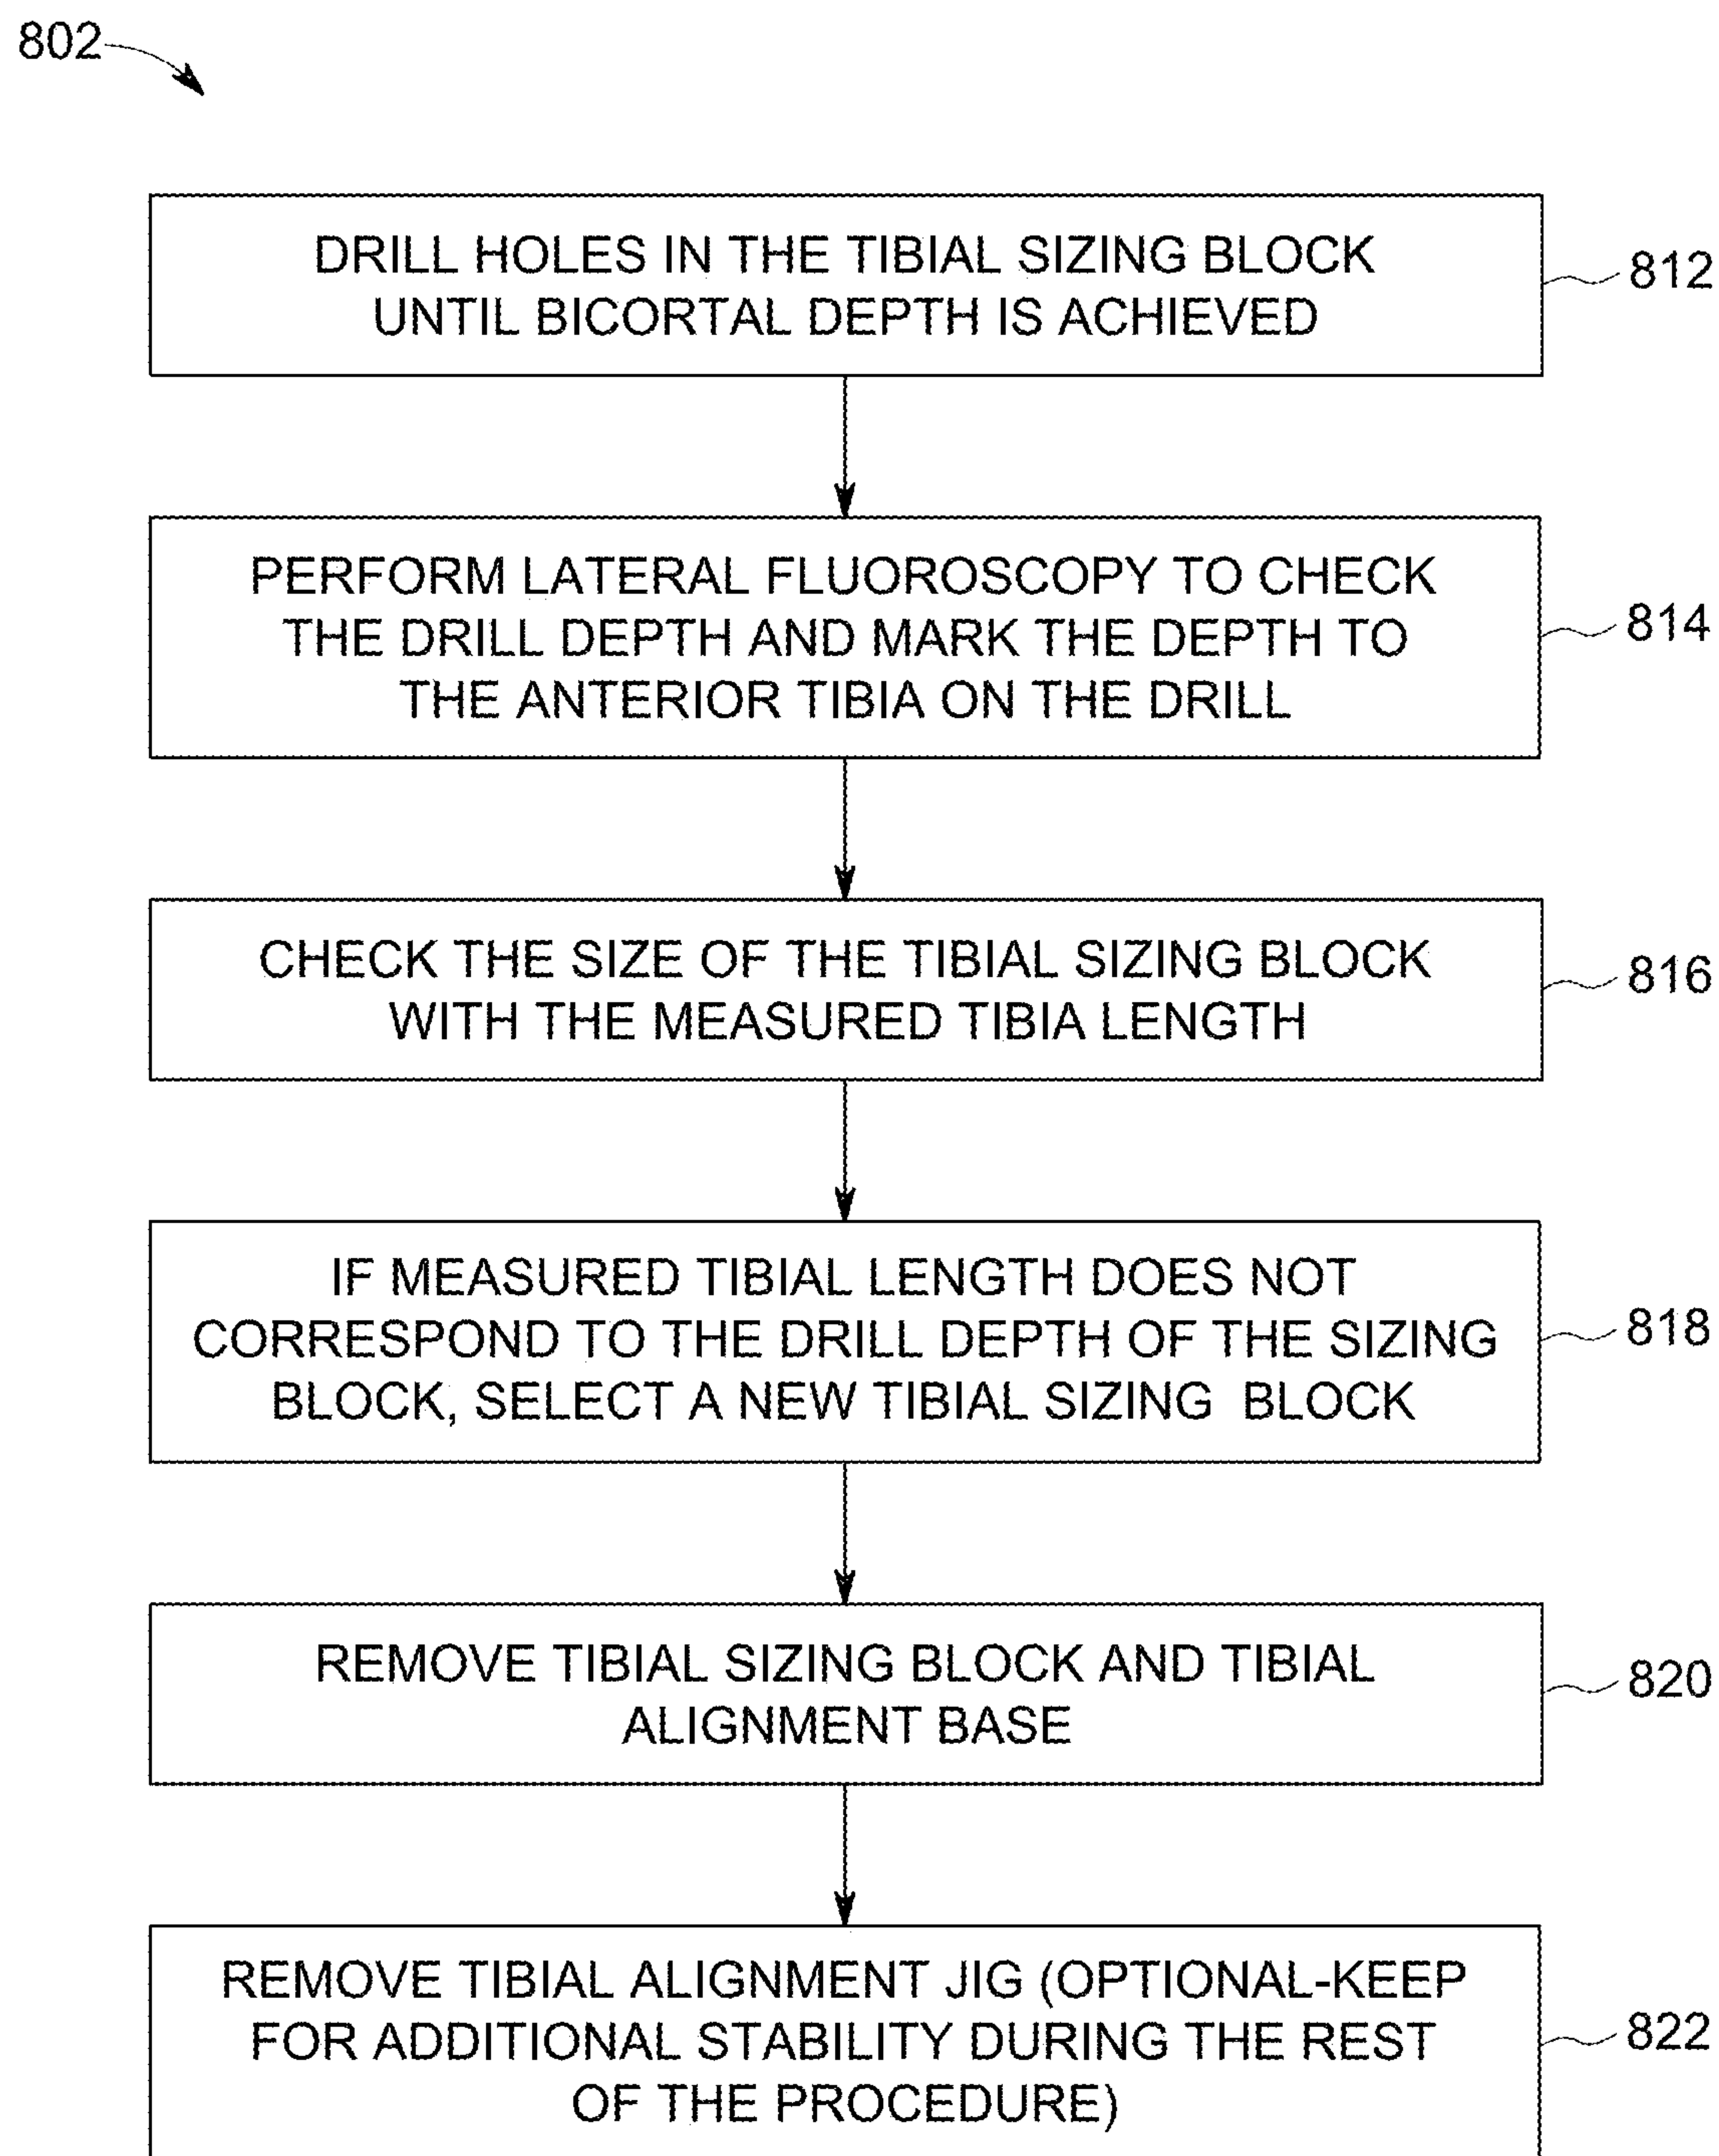 802
DRILL HOLES IN THE TIBIAL SIZING BLOCK
UNTIL BICORTAL DEPTH IS ACHIEVED
812
PERFORM LATERAL FLUOROSCOPY TO CHECK
THE DRILL DEPTH AND MARK THE DEPTH TO
THE ANTERIOR TIBIA ON THE DRILL
814
CHECK THE SIZE OF THE TIBIAL SIZING BLOCK
WITH THE MEASURED TIBIA LENGTH
816
IF MEASURED TIBIAL LENGTH DOES NOT
CORRESPOND TO THE DRILL DEPTH OF THE SIZING
BLOCK, SELECT A NEW TIBIAL SIZING BLOCK
818
REMOVE TIBIAL SIZING BLOCK AND TIBIAL
ALIGNMENT BASE
820
REMOVE TIBIAL ALIGNMENT JIG (OPTIONAL-KEEP
FOR ADDITIONAL STABILITY DURING THE REST
OF THE PROCEDURE)
822